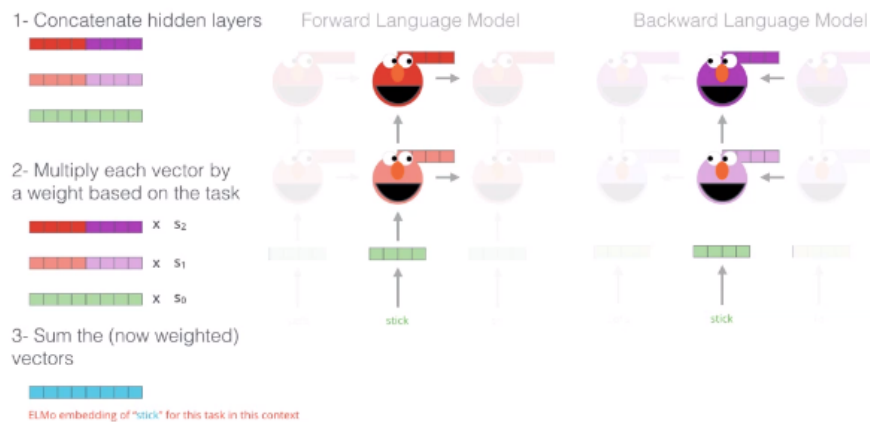 1- Concatenate hidden layers
Forward Language Model
Backward Language Model
2- Multiply each vector by
a weight based on the task
x s₂
x s₁
x s₀
3- Sum the (now weighted)
vectors
ELMo embedding of "stick" for this task in this context
stick
stick